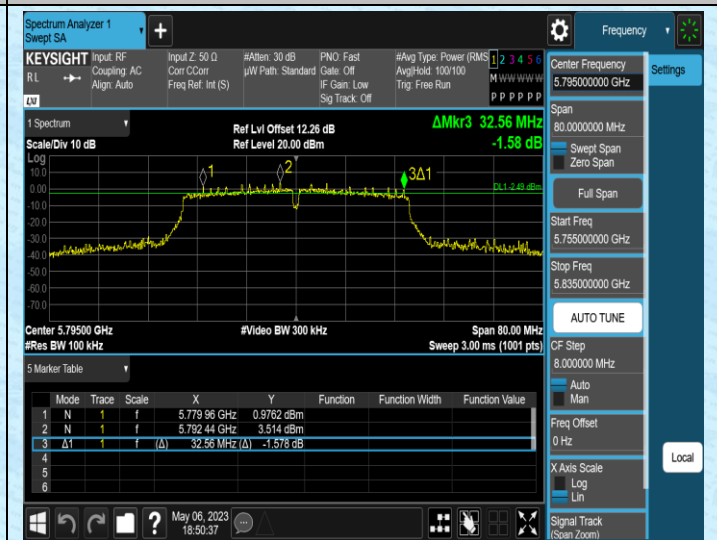 Spectrum Analyzer 1
Swept SA
+
Frequency
KEYSIGHT
R L
LXI
Input: RF
Coupling: AC
Align: Auto
Input Z: 50 Ω
Corr CCorr
Freq Ref: Int (S)
#Atten: 30 dB
µW Path: Standard
PNO: Fast
Gate: Off
IF Gain: Low
Sig Track: Off
#Avg Type: Power (RMS
Avg|Hold: 100/100
Trig: Free Run
1 2 3 4 5 6
M W W W W W
P P P P P P
Settings
1 Spectrum
Scale/Div 10 dB
Log
Ref Lvl Offset 12.26 dB
Ref Level 20.00 dBm
ΔMkr3 32.56 MHz
-1.58 dB
10.0
0.00
-10.0
-20.0
-30.0
-40.0
-50.0
-60.0
-70.0
1
2
3Δ1
DL1 -2.49 dBm
Center 5.79500 GHz
#Video BW 300 kHz
Span 80.00 MHz
#Res BW 100 kHz
Sweep 3.00 ms (1001 pts)
5 Marker Table
Mode Trace Scale X Y Function Function Width Function Value
1 N 1 f 5.779 96 GHz 0.9762 dBm
2 N 1 f 5.792 44 GHz 3.514 dBm
3 Δ1 1 f (Δ) 32.56 MHz (Δ) -1.578 dB
4
5
6
Center Frequency
5.795000000 GHz
Span
80.0000000 MHz
Swept Span
Zero Span
Full Span
Start Freq
5.755000000 GHz
Stop Freq
5.835000000 GHz
AUTO TUNE
CF Step
8.000000 MHz
Auto
Man
Freq Offset
0 Hz
X Axis Scale
Log
Lin
Signal Track
(Span Zoom)
Local
?
May 06, 2023
18:50:37